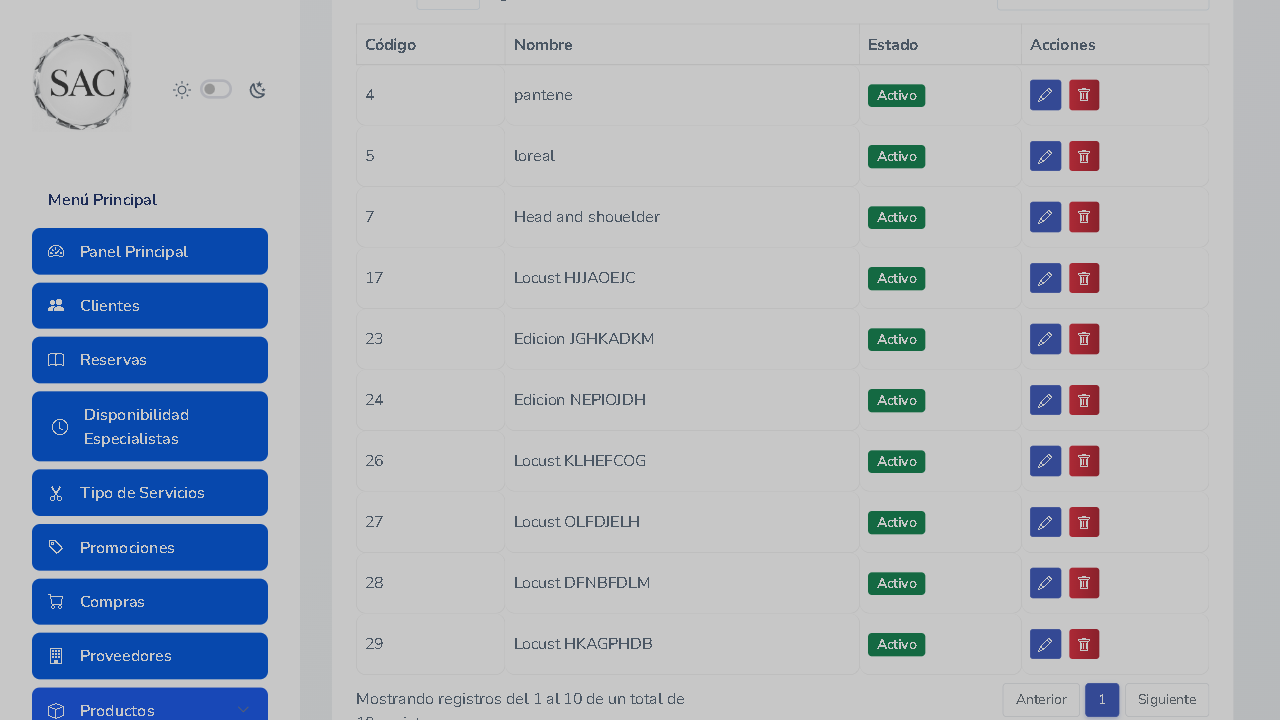 SAC
Menú Principal
Panel Principal
Clientes
Reservas
Disponibilidad
Especialistas
Tipo de Servicios
Promociones
Compras
Proveedores
Productos
Código Nombre Estado Acciones
4 pantene Activo
5 loreal Activo
7 Head and shouelder Activo
17 Locust HJJAOEJC Activo
23 Edicion JGHKADKM Activo
24 Edicion NEPIOJDH Activo
26 Locust KLHEFCOG Activo
27 Locust OLFDJELH Activo
28 Locust DFNBFDLM Activo
29 Locust HKAGPHDB Activo
Mostrando registros del 1 al 10 de un total de
Anterior 1 Siguiente